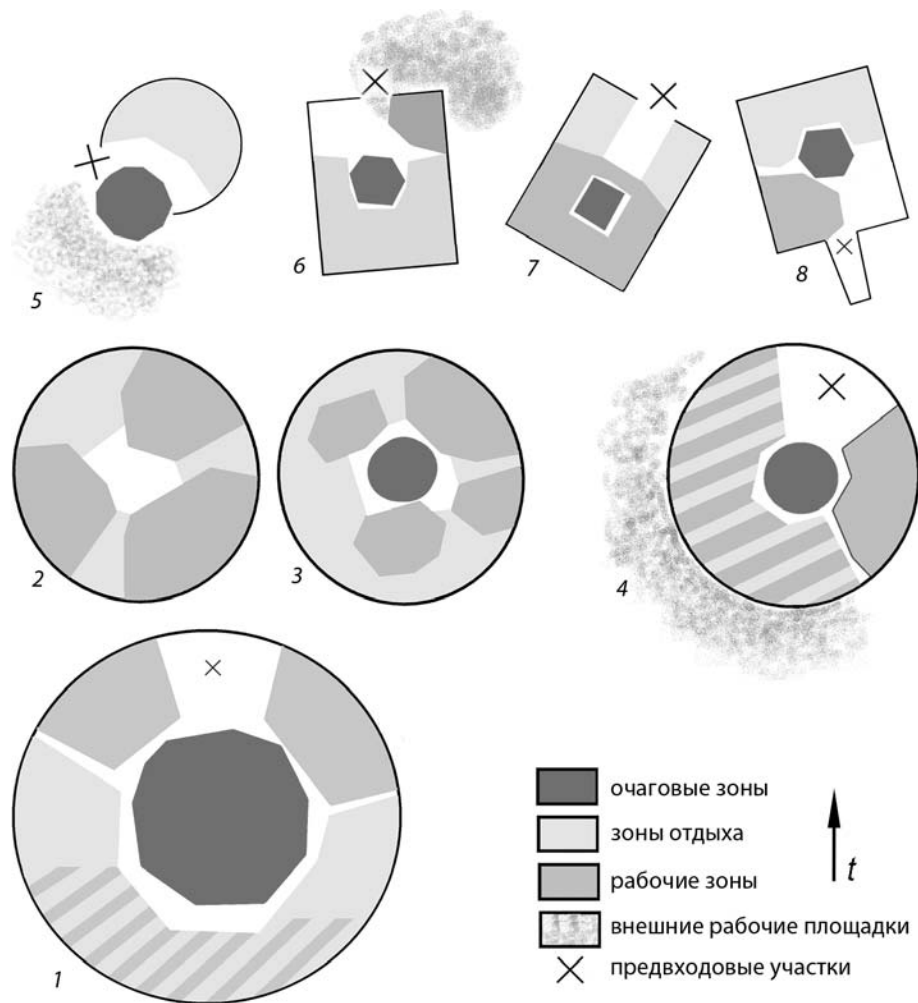 5
6
7
8
2
3
4
1
очаговые зоны
зоны отдыха
рабочие зоны
внешние рабочие площадки
предвходовые участки
t